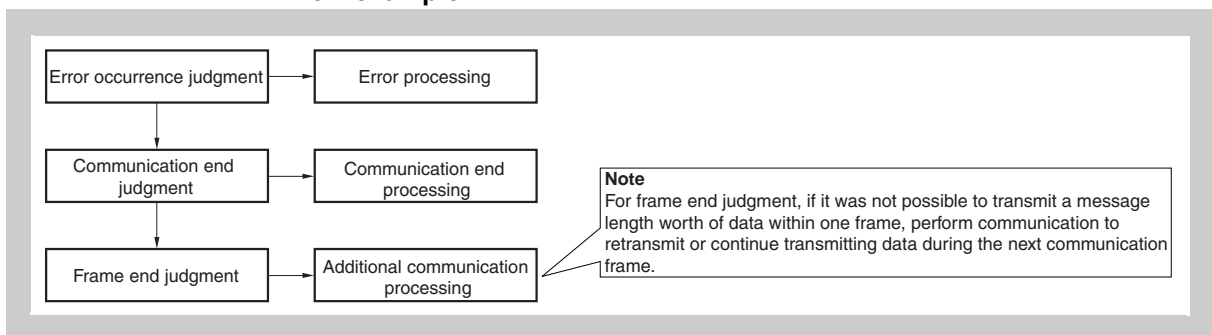 Error occurrence judgment
Error processing
Communication end
judgment
Communication end
processing
Note
For frame end judgment, if it was not possible to transmit a message
length worth of data within one frame, perform communication to
retransmit or continue transmitting data during the next communication
frame.
Frame end judgment
Additional communication
processing